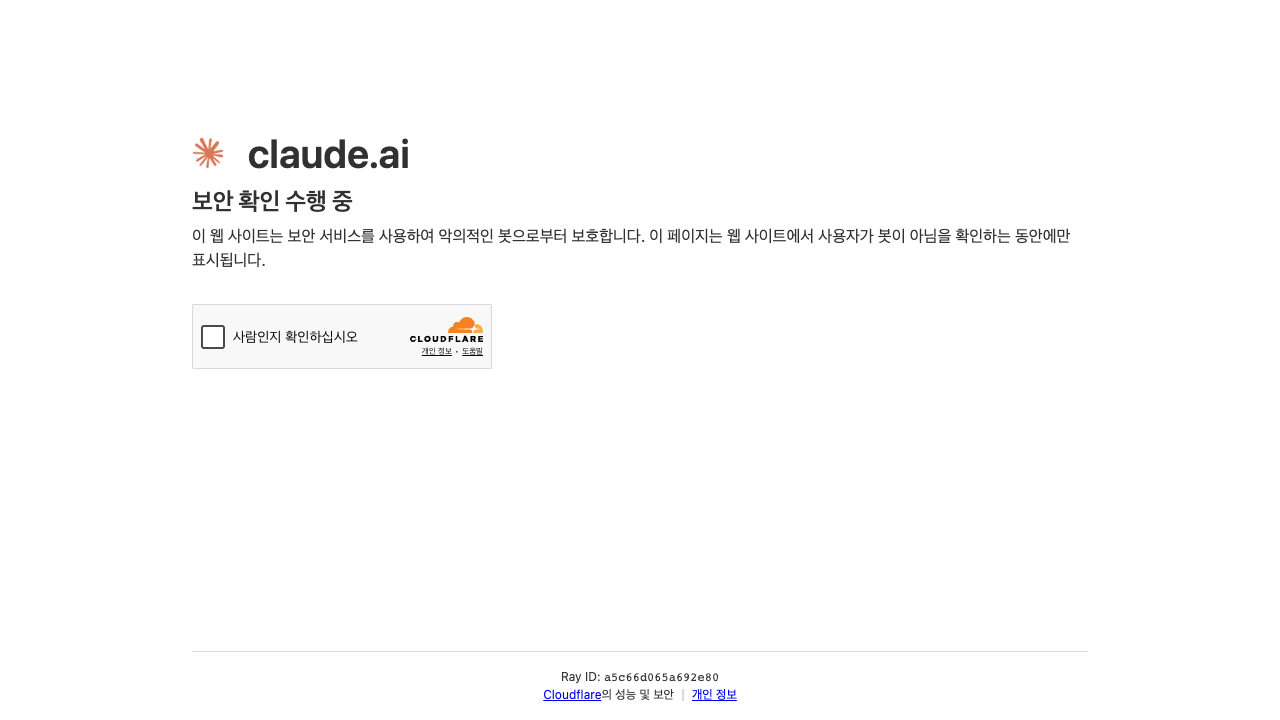 claude.ai
보안 확인 수행 중
이 웹 사이트는 보안 서비스를 사용하여 악의적인 봇으로부터 보호합니다. 이 페이지는 웹 사이트에서 사용자가 봇이 아님을 확인하는 동안에만
표시됩니다.
사람인지 확인하십시오
CLOUDFLARE
개인 정보 • 도움말
Ray ID: a5c66d065a692e80
Cloudflare의 성능 및 보안 | 개인 정보